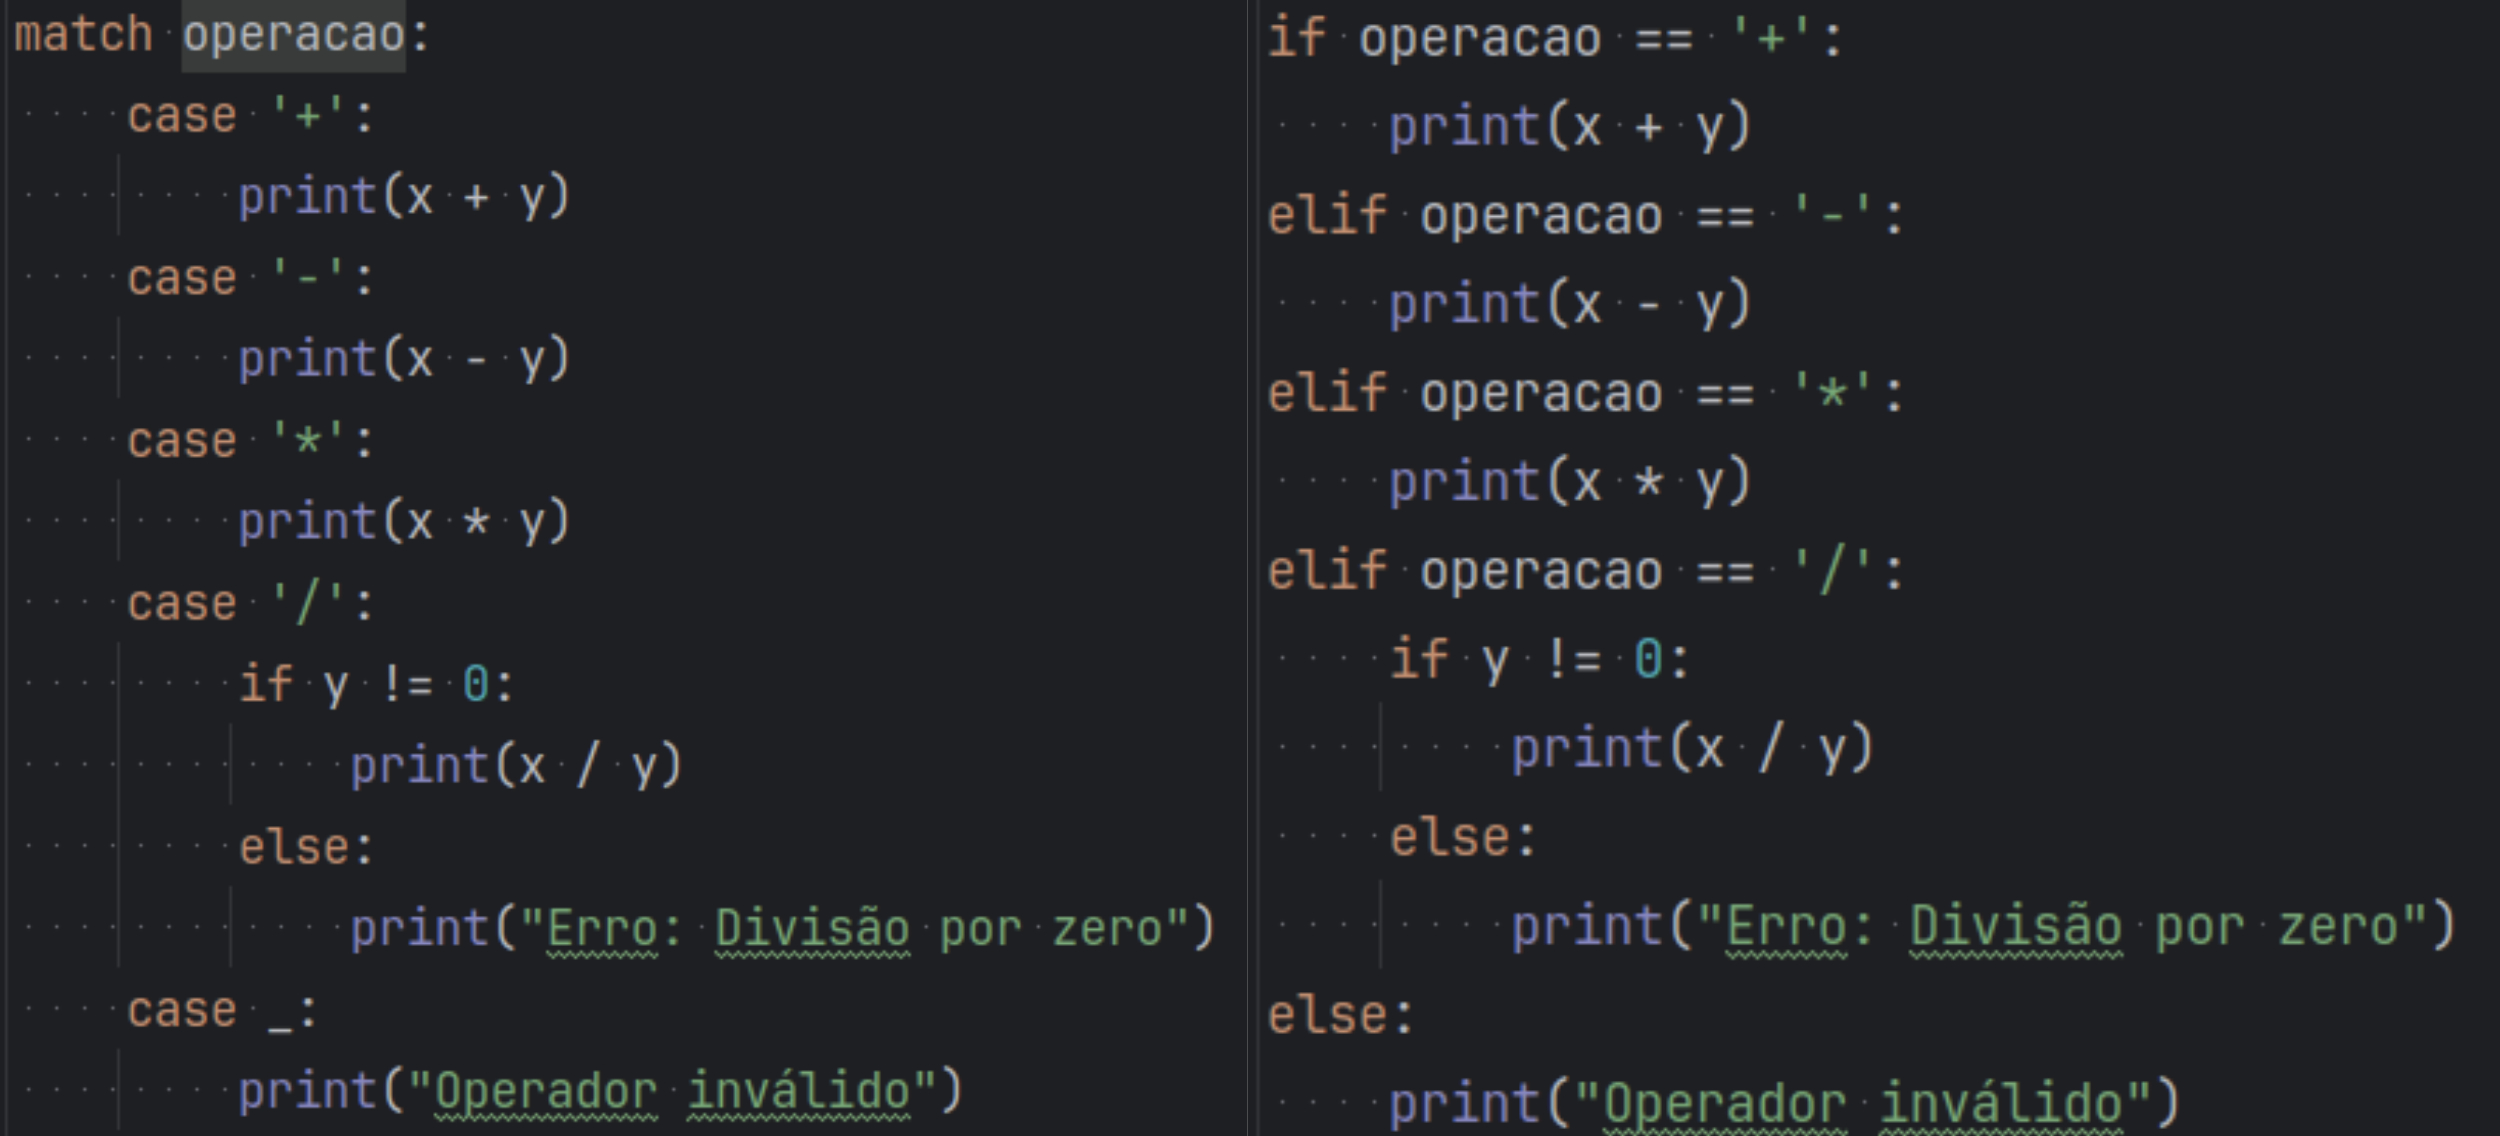 match operacao:
    case '+':
        print(x + y)
    case '-':
        print(x - y)
    case '*':
        print(x * y)
    case '/':
        if y != 0:
            print(x / y)
        else:
            print("Erro: Divisão por zero")
    case _:
        print("Operador inválido")
if operacao == '+':
    print(x + y)
elif operacao == '-':
    print(x - y)
elif operacao == '*':
    print(x * y)
elif operacao == '/':
    if y != 0:
        print(x / y)
    else:
        print("Erro: Divisão por zero")
else:
    print("Operador inválido")